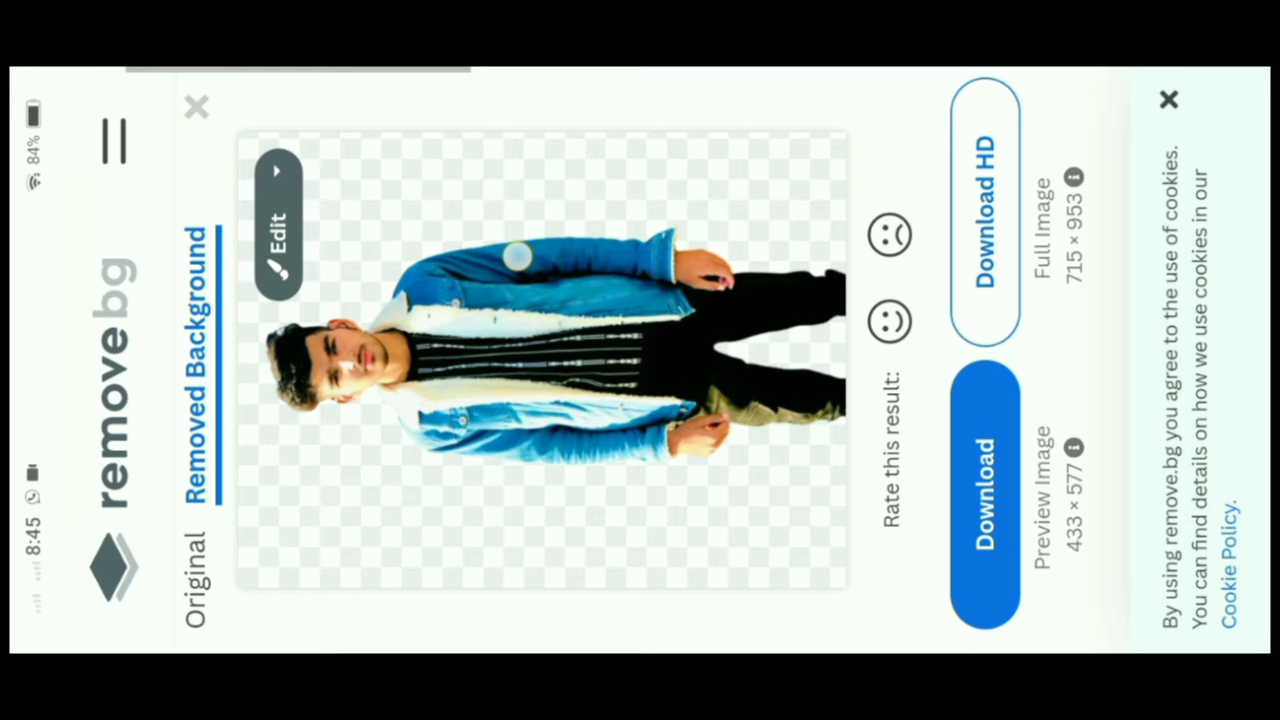 8:45
84%
removebg
Original
Removed Background
Edit
Rate this result:
Download
Download HD
Preview Image
433 × 577
Full Image
715 × 953
By using remove.bg you agree to the use of cookies.
You can find details on how we use cookies in our
Cookie Policy.